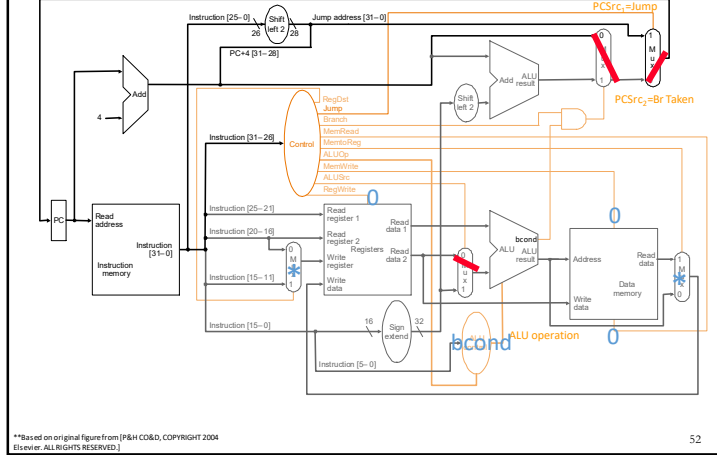 PCSrc₁=Jump
Instruction [25–0]
Shift
left 2
Jump address [31–0]
26
28
PC+4 [31–28]
0
M
u
x
1
1
M
u
x
0
Add
4
Add
ALU
result
Shift
left 2
PCSrc₂=Br Taken
RegDst
Jump
Branch
MemRead
MemtoReg
ALUOp
MemWrite
ALUSrc
RegWrite
Control
Instruction [31–26]
0
0
PC
Read
address
Instruction
[31–0]
Instruction
memory
Instruction [25–21]
Instruction [20–16]
Instruction [15–11]
0
M
*
1
Read
register 1
Read
register 2
Registers
Write
register
Write
data
Read
data 1
Read
data 2
0
M
u
x
1
bcond
ALU
ALU
result
Address
Read
data
Data
memory
Write
data
1
M
*
0
Instruction [15–0]
16
Sign
extend
32
Instruction [5–0]
bcond
ALU operation
0
**Based on original figure from [P&H CO&D, COPYRIGHT 2004
Elsevier. ALL RIGHTS RESERVED.]
52